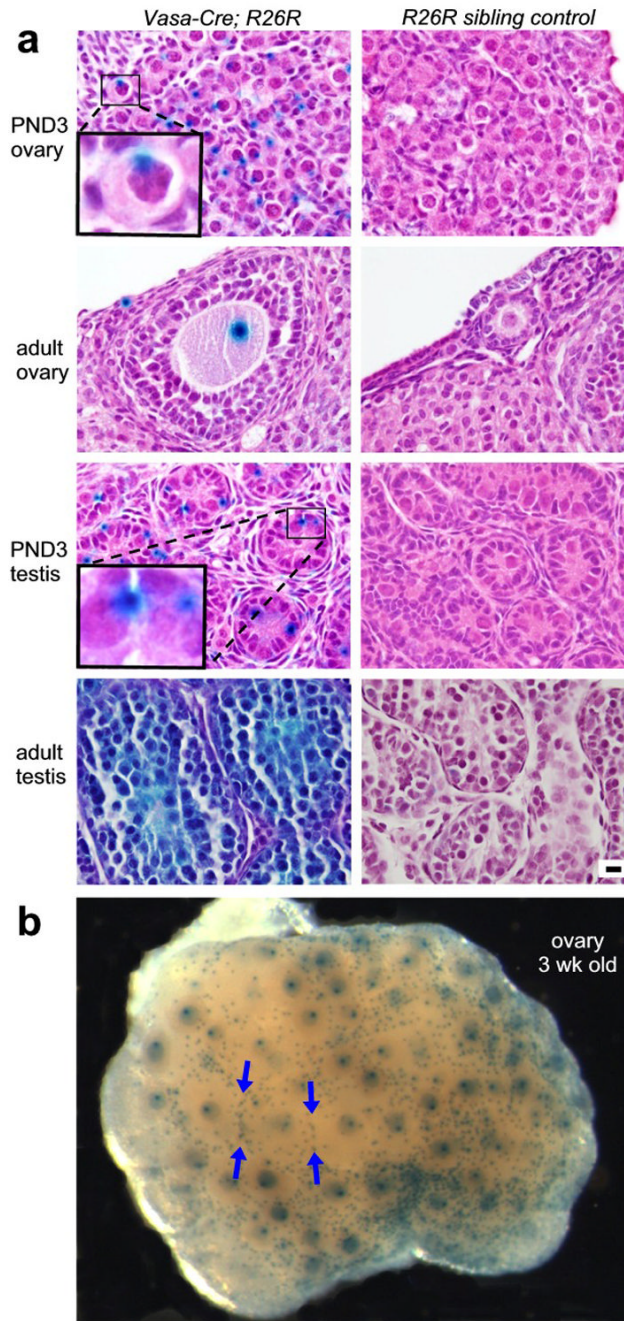 Vasa-Cre; R26R
R26R sibling control
a
PND3
ovary
adult
ovary
PND3
testis
adult
testis
b
ovary
3 wk old